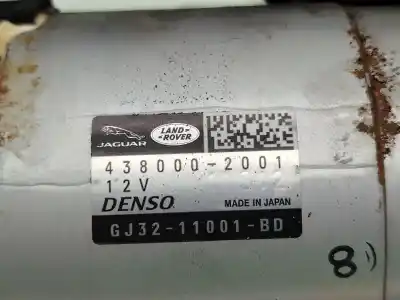 JAGUAR
LAND-
ROVER
438000-2001
12V
DENSO MADE IN JAPAN
GJ32-11001-BD
8